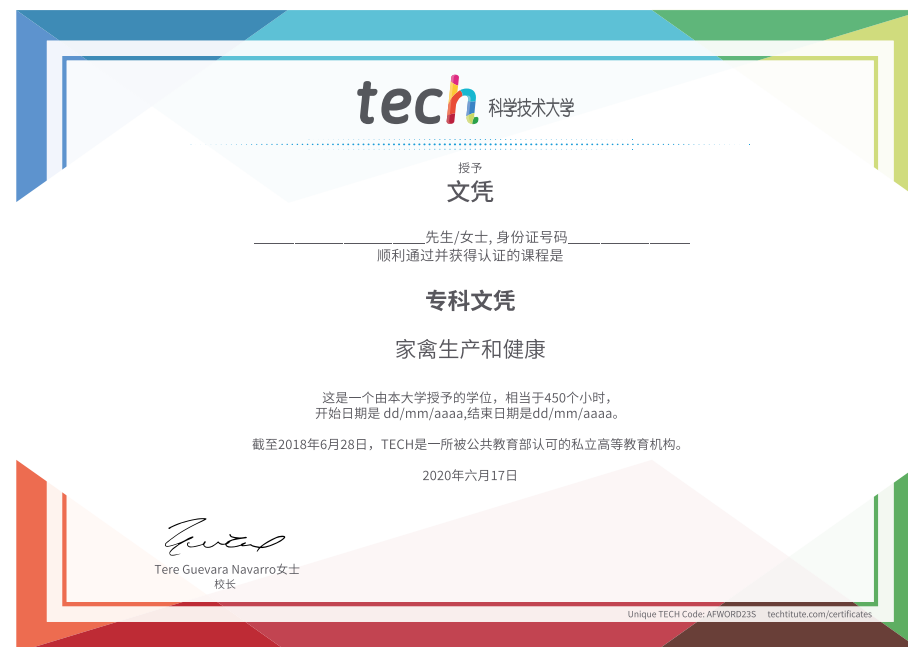 tech 科学技术大学
授予
文凭
____________________先生/女士, 身份证号码_______________
顺利通过并获得认证的课程是
专科文凭
家禽生产和健康
这是一个由本大学授予的学位，相当于450个小时，
开始日期是 dd/mm/aaaa,结束日期是dd/mm/aaaa。
截至2018年6月28日，TECH是一所被公共教育部认可的私立高等教育机构。
2020年六月17日
Tere Guevara Navarro女士
校长
Unique TECH Code: AFWORD23S techtitute.com/certificates